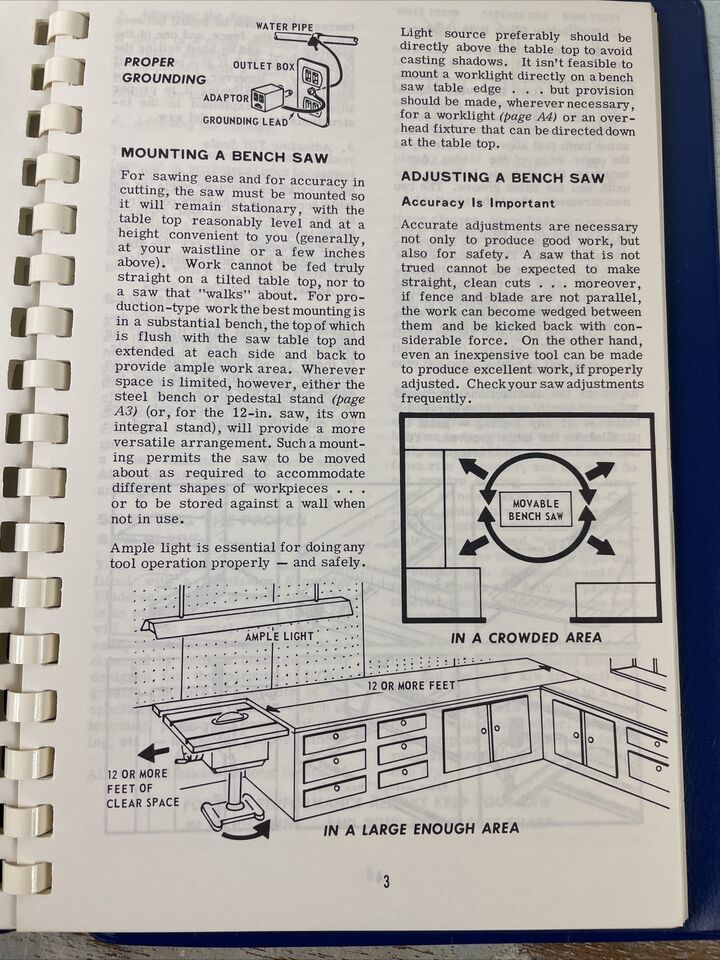 WATER PIPE
PROPER
GROUNDING
OUTLET BOX
ADAPTOR
GROUNDING LEAD
MOUNTING A BENCH SAW
For sawing ease and for accuracy in
cutting, the saw must be mounted so
it will remain stationary, with the
table top reasonably level and at a
height convenient to you (generally,
at your waistline or a few inches
above). Work cannot be fed truly
straight on a tilted table top, nor to
a saw that "walks" about. For pro-
duction-type work the best mounting is
in a substantial bench, the top of which
is flush with the saw table top and
extended at each side and back to
provide ample work area. Wherever
space is limited, however, either the
steel bench or pedestal stand (page
A3) (or, for the 12-in. saw, its own
integral stand), will provide a more
versatile arrangement. Such a mount-
ing permits the saw to be moved
about as required to accommodate
different shapes of workpieces . . .
or to be stored against a wall when
not in use.
Ample light is essential for doing any
tool operation properly — and safely.
Light source preferably should be
directly above the table top to avoid
casting shadows. It isn't feasible to
mount a worklight directly on a bench
saw table edge . . . but provision
should be made, wherever necessary,
for a worklight (page A4) or an over-
head fixture that can be directed down
at the table top.
ADJUSTING A BENCH SAW
Accuracy Is Important
Accurate adjustments are necessary
not only to produce good work, but
also for safety. A saw that is not
trued cannot be expected to make
straight, clean cuts . . . moreover,
if fence and blade are not parallel,
the work can become wedged between
them and be kicked back with con-
siderable force. On the other hand,
even an inexpensive tool can be made
to produce excellent work, if properly
adjusted. Check your saw adjustments
frequently.
MOVABLE
BENCH SAW
IN A CROWDED AREA
AMPLE LIGHT
12 OR MORE FEET
12 OR MORE
FEET OF
CLEAR SPACE
IN A LARGE ENOUGH AREA
3